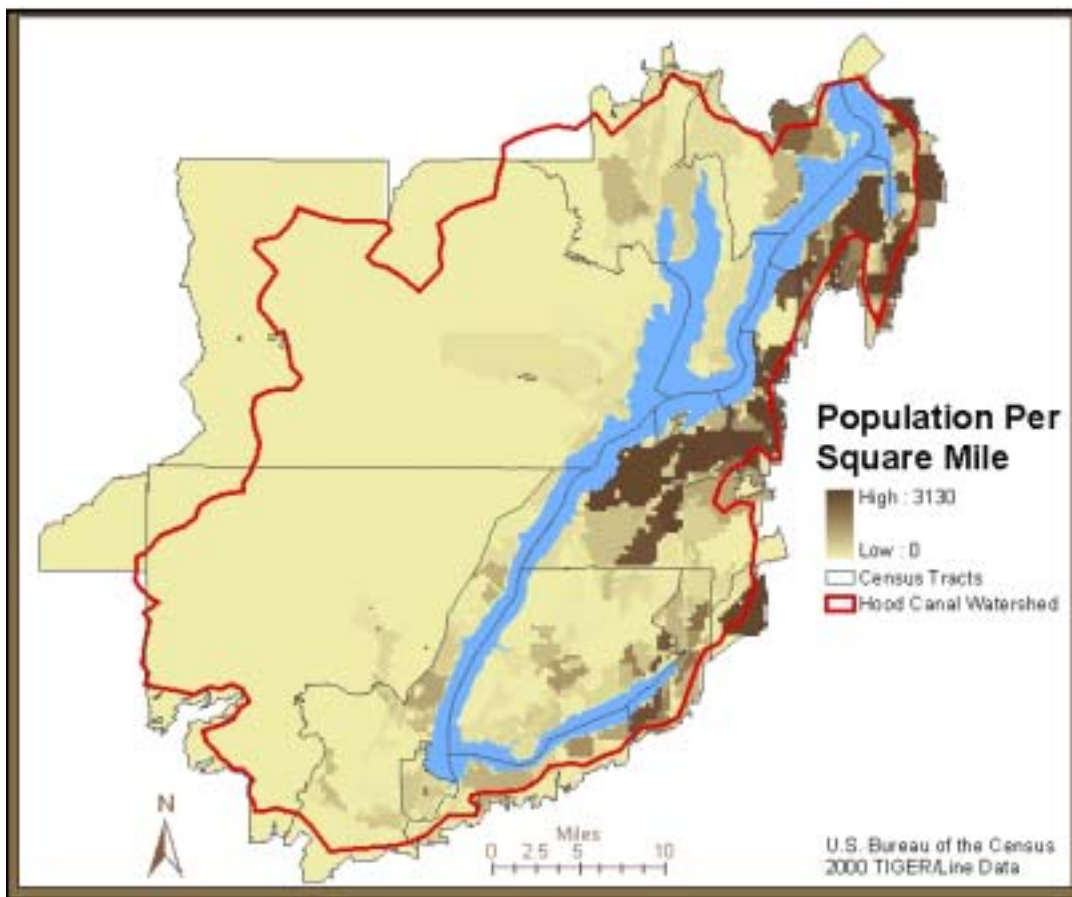 Population Per
Square Mile
High : 3130
Low : 0
Census Tracts
Hood Canal Watershed
N
Miles
0 2.5 5 10
U.S. Bureau of the Census
2000 TIGER/Line Data